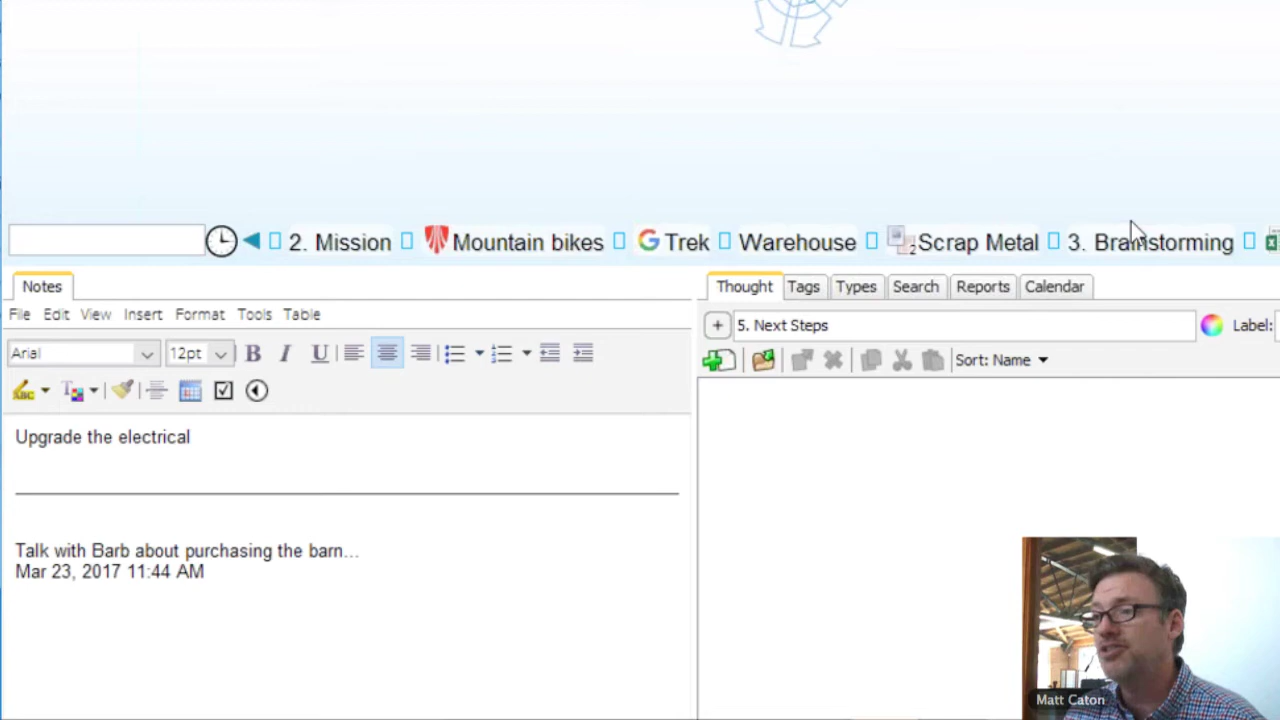 2. Mission Mountain bikes Trek Warehouse 2 Scrap Metal 3. Brainstorming
Notes
File Edit View Insert Format Tools Table
Arial 12pt B I U
ABC T
Upgrade the electrical
Talk with Barb about purchasing the barn...
Mar 23, 2017 11:44 AM
Thought Tags Types Search Reports Calendar
+ 5. Next Steps Label:
Sort: Name
Matt Caton